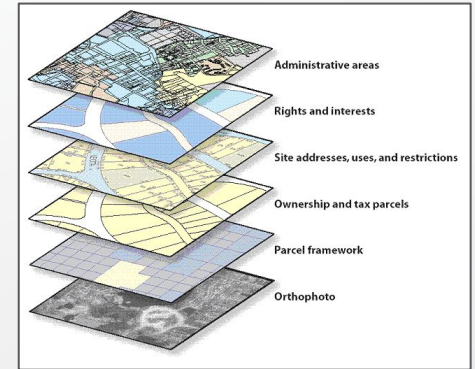 Administrative areas
Rights and interests
Site addresses, uses, and restrictions
Ownership and tax parcels
Parcel framework
Orthophoto